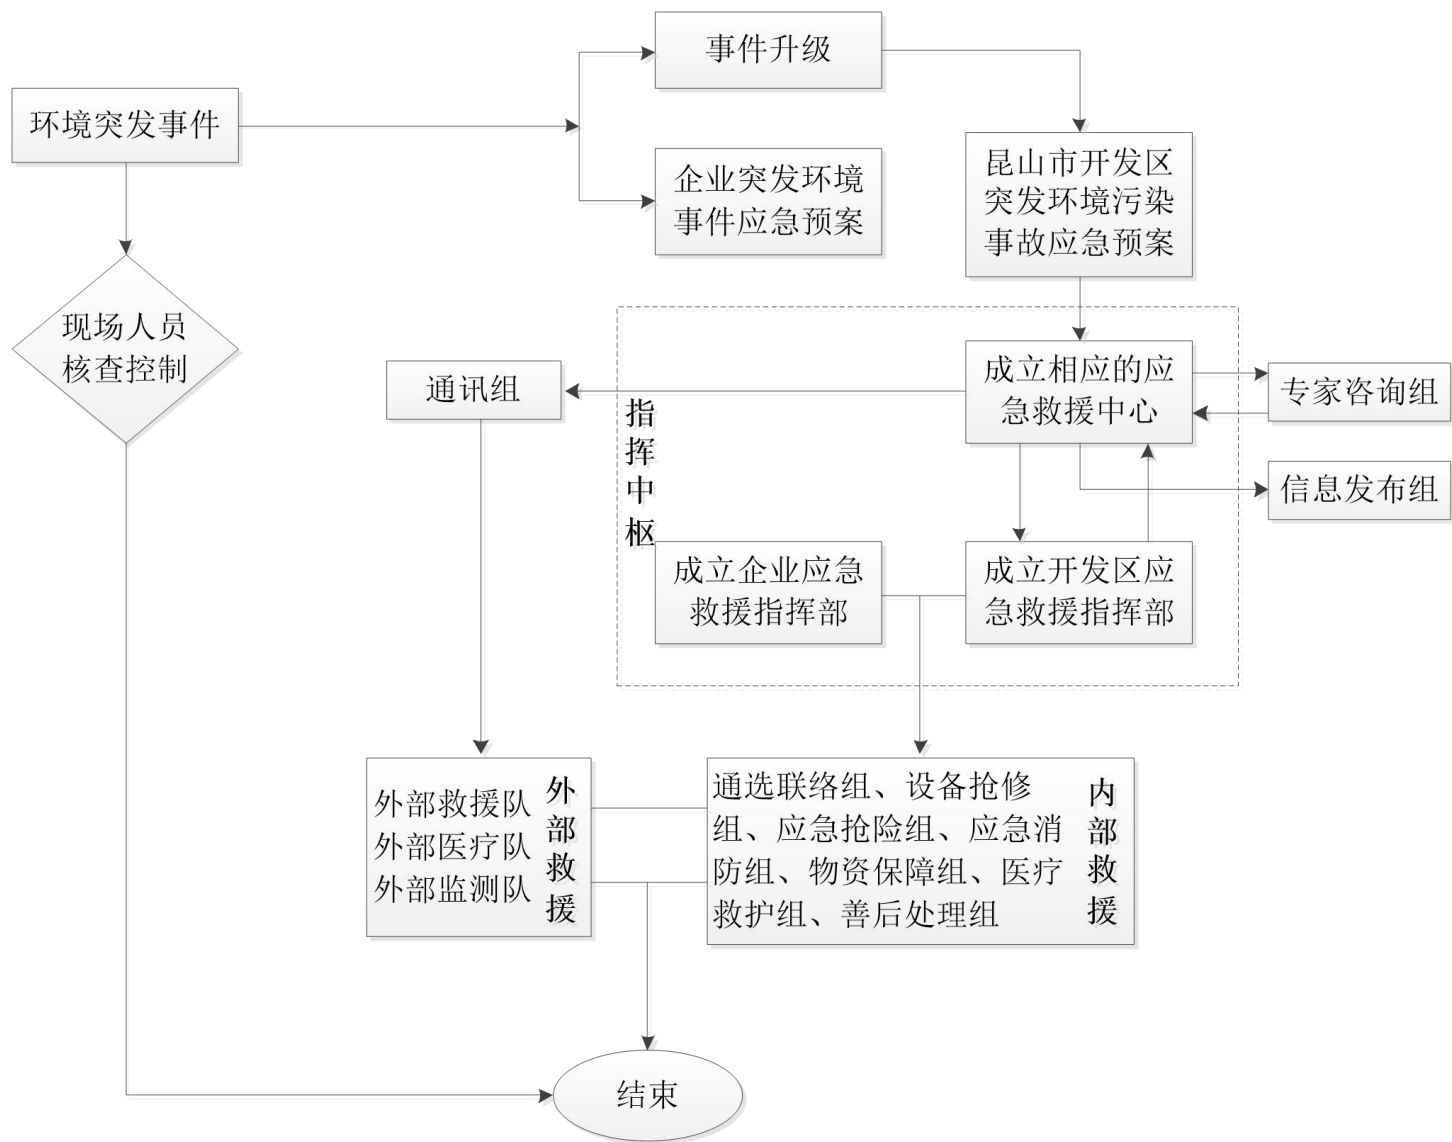 事件升级
环境突发事件
企业突发环境
事件应急预案
昆山市开发区
突发环境污染
事故应急预案
现场人员
核查控制
通讯组
指挥中枢
成立相应的应
急救援中心
专家咨询组
信息发布组
成立企业应急
救援指挥部
成立开发区应
急救援指挥部
外部救援队
外部医疗队
外部监测队
外部救援
通选联络组、设备抢修
组、应急抢险组、应急消
防组、物资保障组、医疗
救护组、善后处理组
内部救援
结束